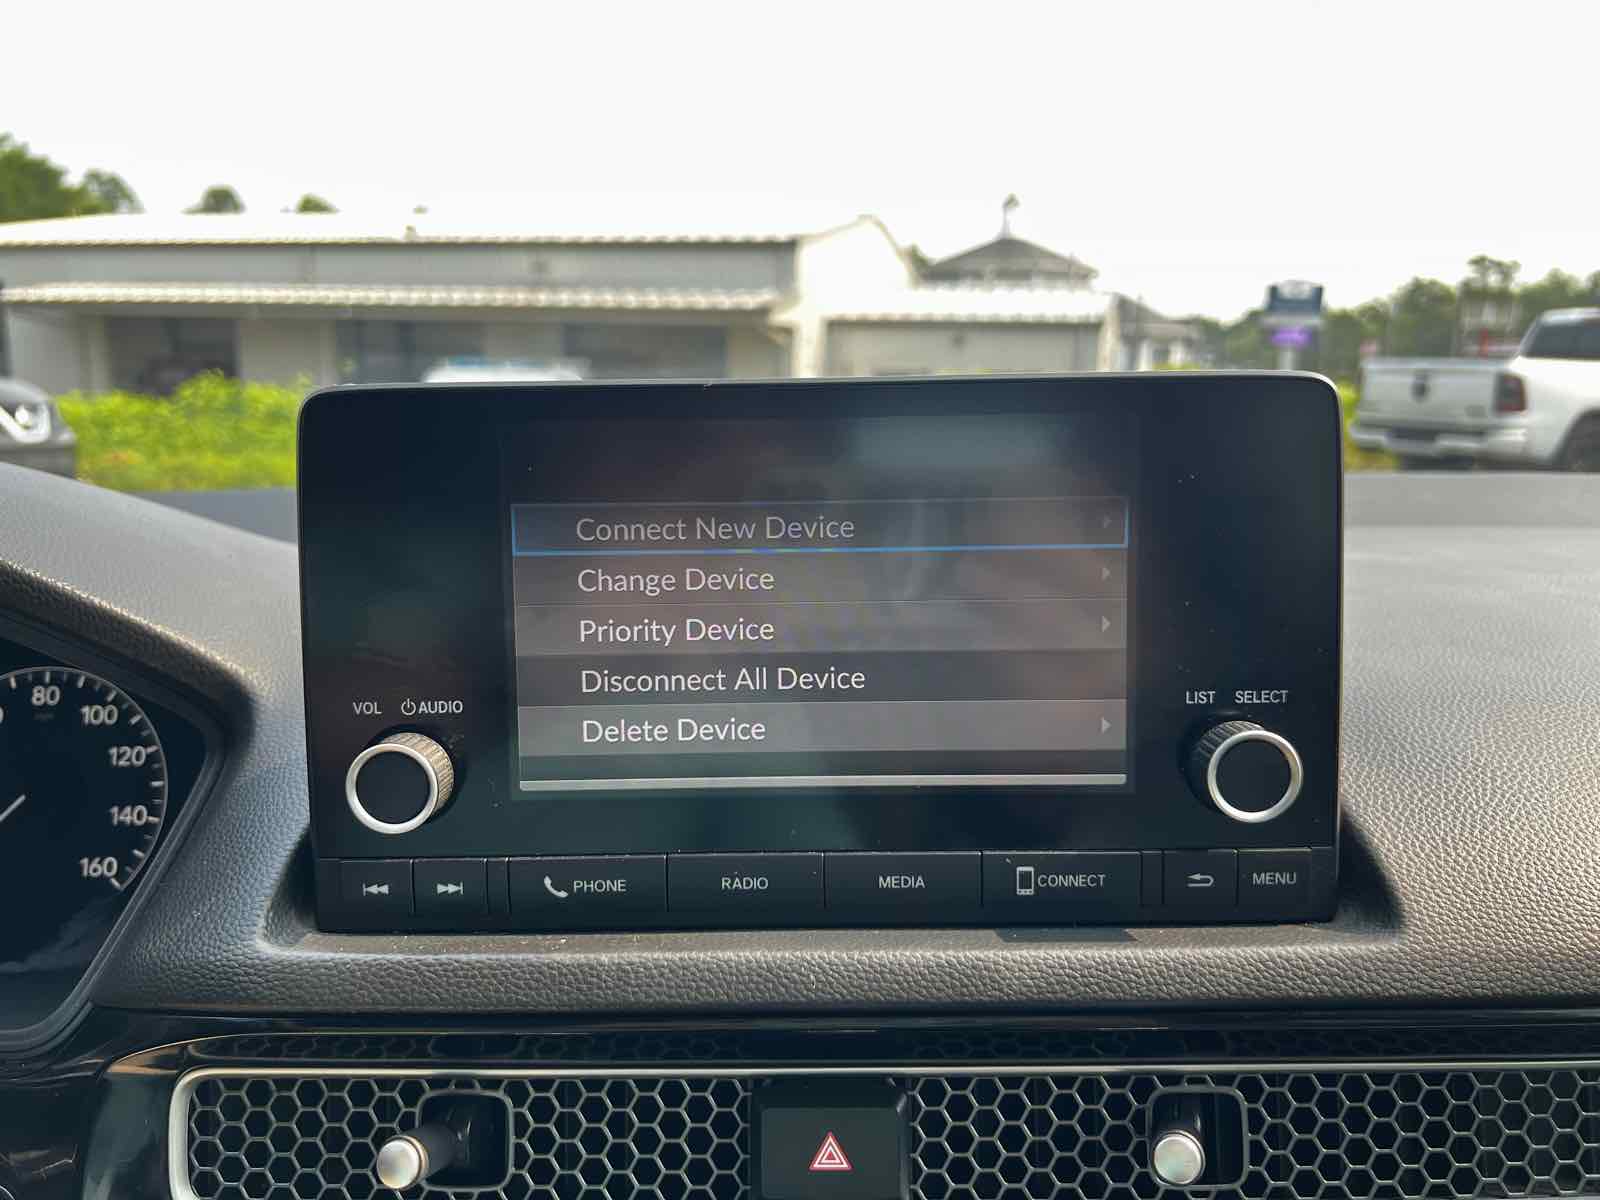 Connect New Device
Change Device
Priority Device
Disconnect All Device
Delete Device
VOL AUDIO
LIST SELECT
PHONE
RADIO
MEDIA
CONNECT
MENU
80
100
120
140
160